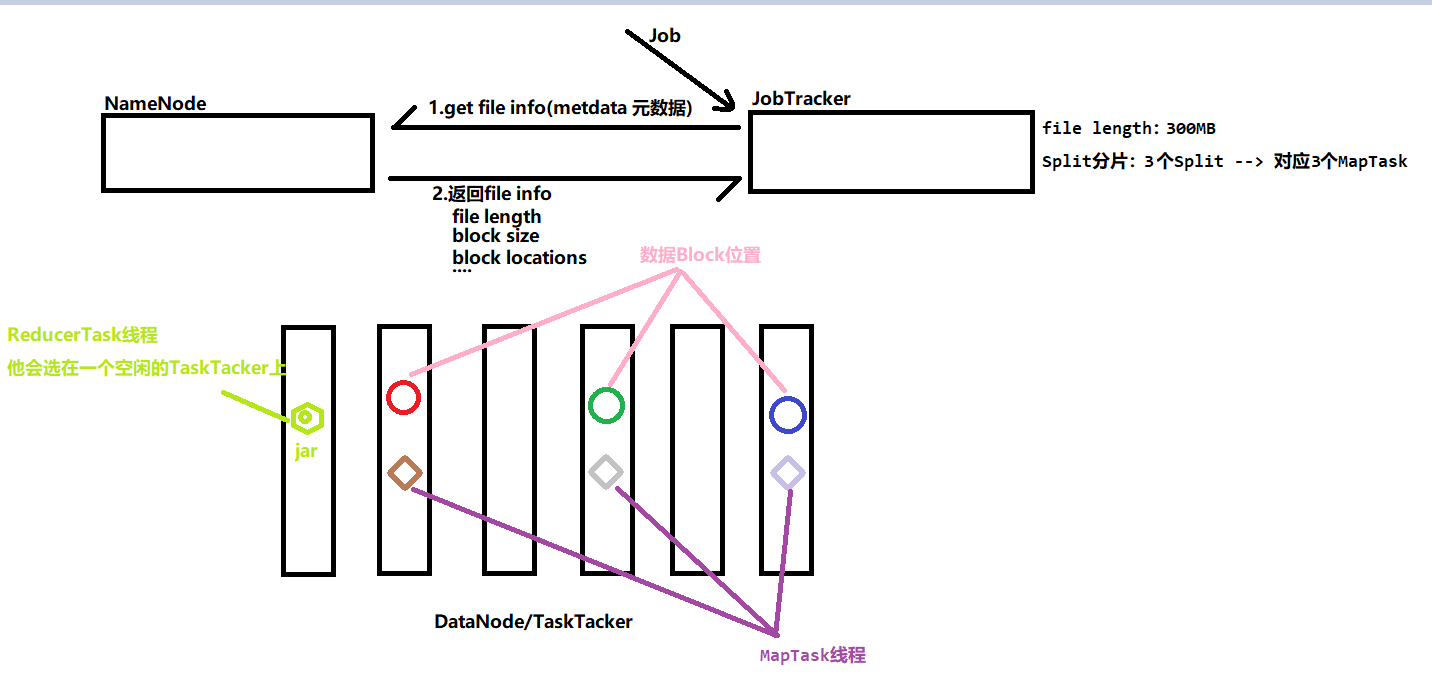 Job
NameNode
1.get file info(metdata 元数据)
JobTracker
file length: 300MB
Split分片: 3个Split --> 对应3个MapTask
2.返回file info
file length
block size
block locations
....
数据Block位置
ReducerTask线程
他会选在一个空闲的TaskTacker上
jar
DataNode/TaskTacker
MapTask线程